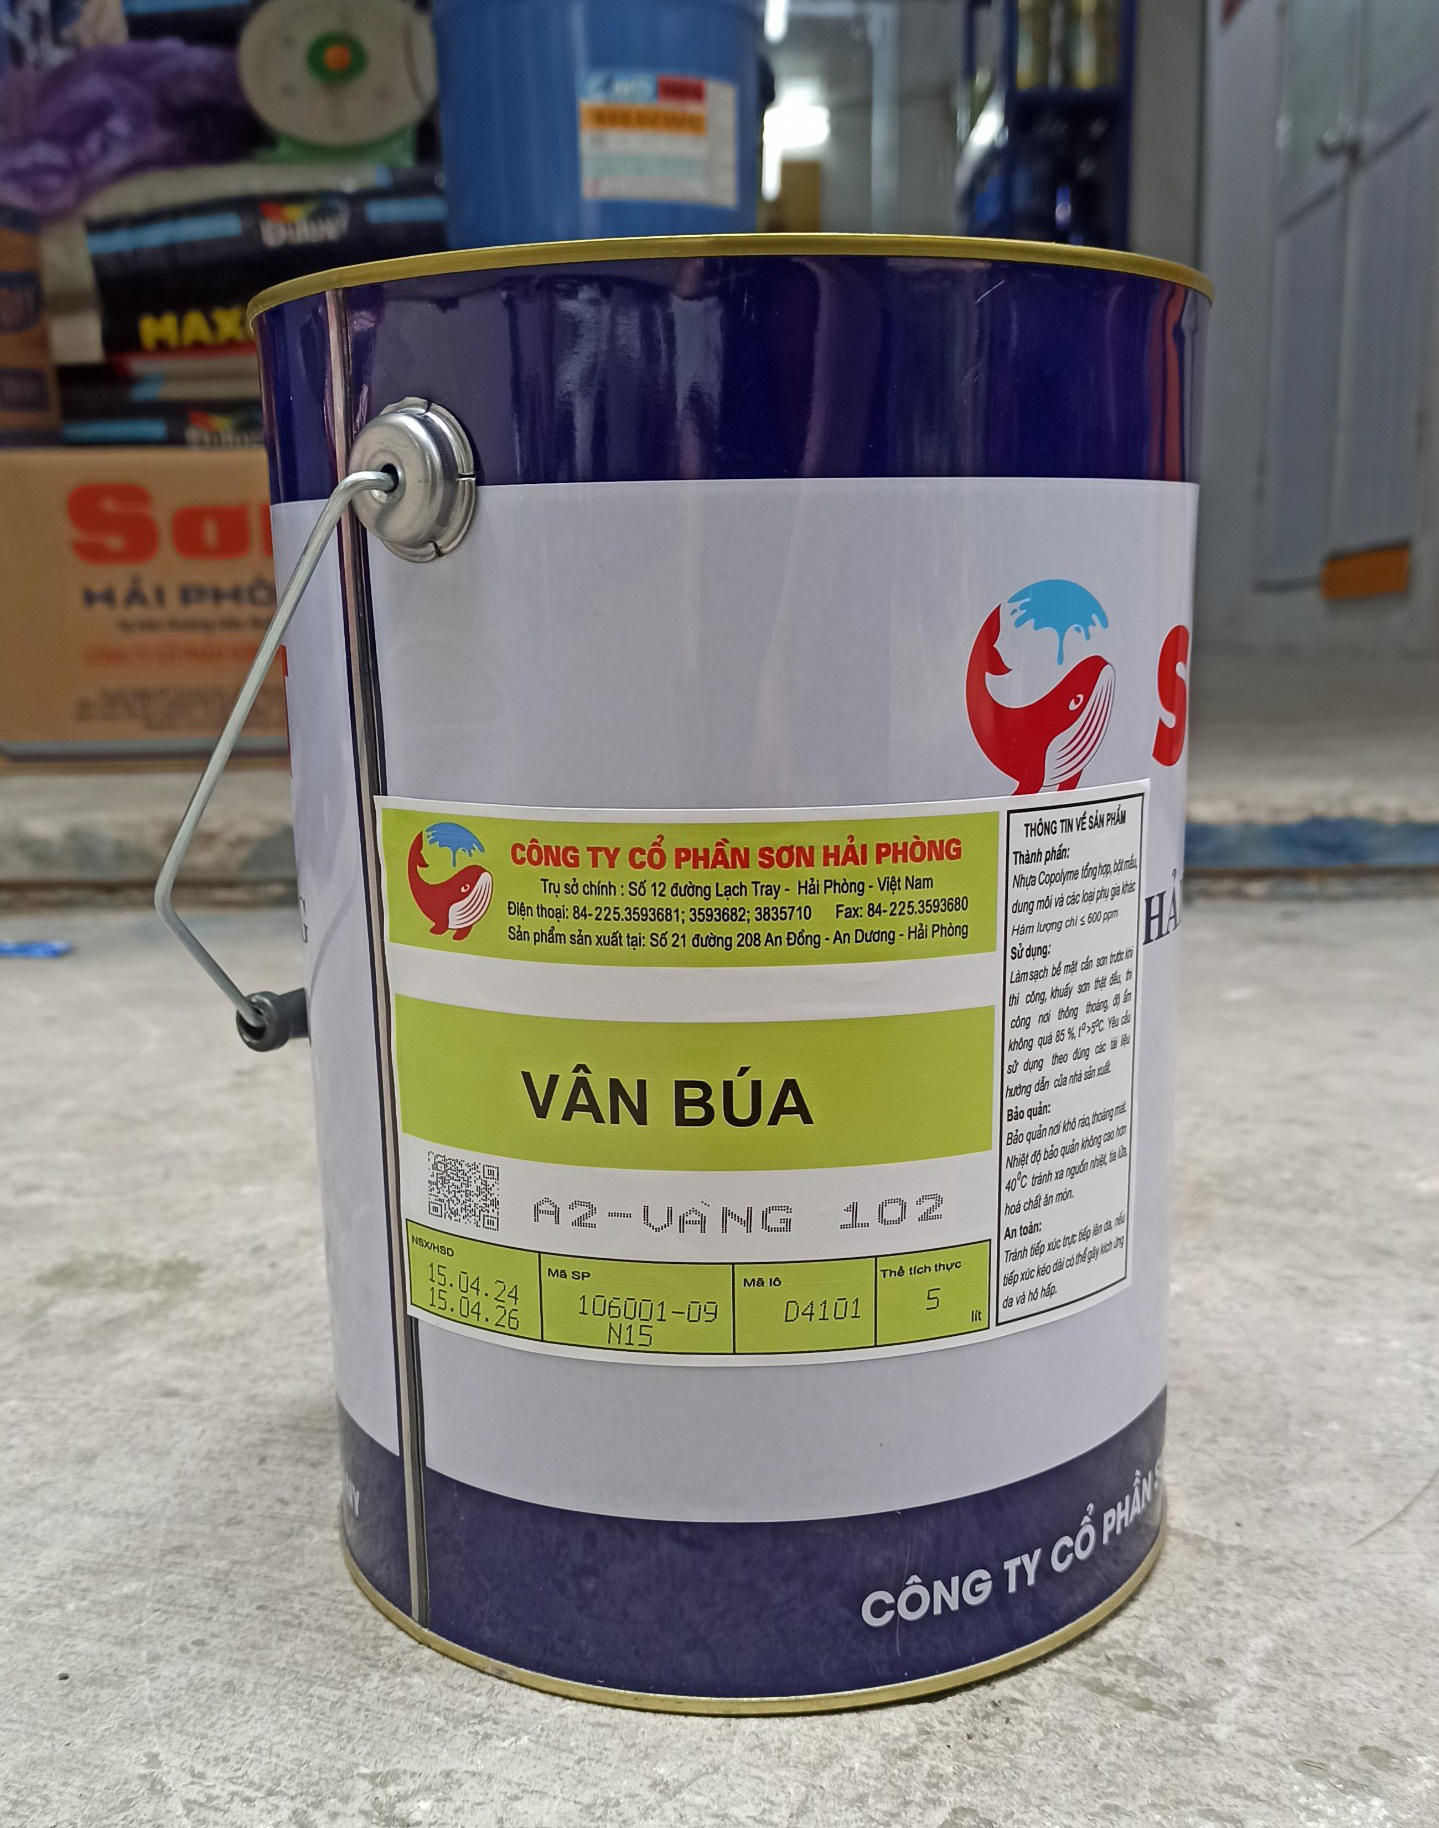 Dulux
MAX
Sơn
HẢI PHÒNG
S
HẢ
CÔNG TY CỔ PHẦN SƠN HẢI PHÒNG
Trụ sở chính : Số 12 đường Lạch Tray - Hải Phòng - Việt Nam
Điện thoại: 84-225.3593681; 3593682; 3835710 Fax: 84-225.3593680
Sản phẩm sản xuất tại: Số 21 đường 208 An Đồng - An Dương - Hải Phòng
VÂN BÚA
A2-VÀNG 102
NSX/HSD
15.04.24
15.04.26
Mã SP
106001-09
N15
Mã lô
D4101
Thể tích thực
5
lít
THÔNG TIN VỀ SẢN PHẨM
Thành phần:
Nhựa Copolyme tổng hợp, bột mầu,
dung môi và các loại phụ gia khác
Hàm lượng chì ≤ 600 ppm
Sử dụng:
Làm sạch bề mặt cần sơn trước khi
thi công, khuấy sơn thật đều, thi
công nơi thông thoáng, độ ẩm
không quá 85 %, t⁰>5⁰C. Yêu cầu
sử dụng theo đúng các tài liệu
hướng dẫn của nhà sản xuất.
Bảo quản:
Bảo quản nơi khô ráo, thoáng mát.
Nhiệt độ bảo quản không cao hơn
40⁰C tránh xa nguồn nhiệt, tia lửa,
hoá chất ăn mòn.
An toàn:
Tránh tiếp xúc trực tiếp lên da, nếu
tiếp xúc kéo dài có thể gây kích ứng
da và hô hấp.
CÔNG TY CỔ PHẦN S